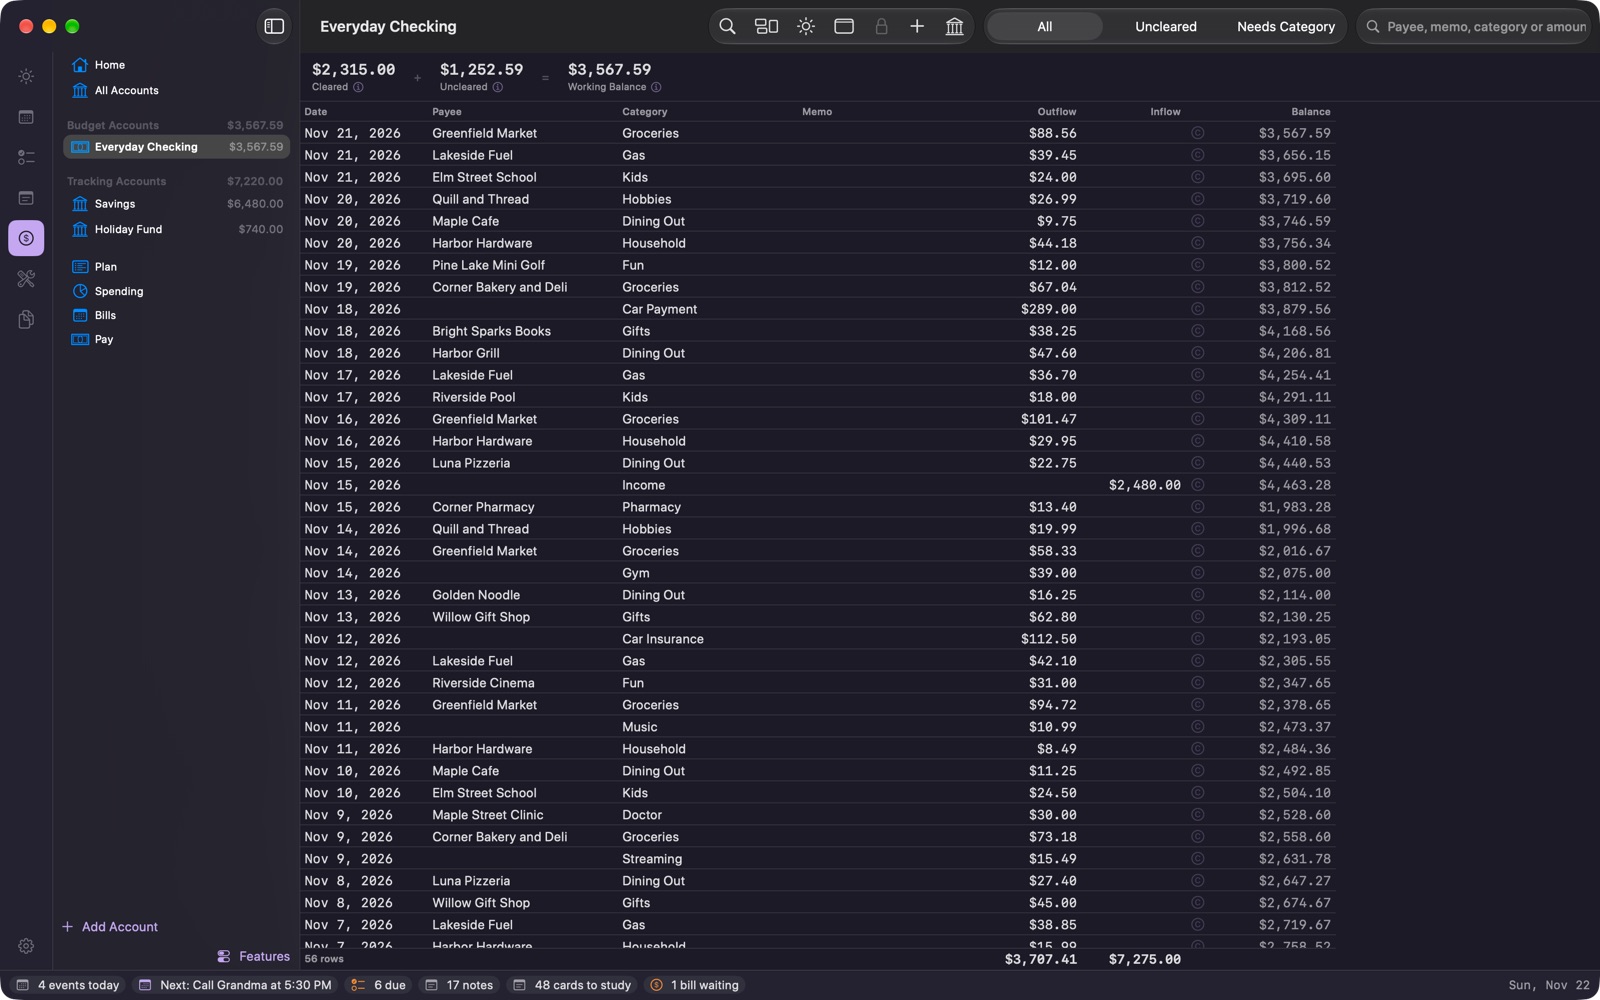 Everyday Checking
All Uncleared Needs Category
Payee, memo, category or amoun
Home
All Accounts
Budget Accounts $3,567.59
Everyday Checking $3,567.59
Tracking Accounts $7,220.00
Savings $6,480.00
Holiday Fund $740.00
Plan
Spending
Bills
Pay
+ Add Account
Features
$2,315.00 + $1,252.59 = $3,567.59
Cleared Uncleared Working Balance
Date Payee Category Memo Outflow Inflow Balance
Nov 21, 2026 Greenfield Market Groceries $88.56 $3,567.59
Nov 21, 2026 Lakeside Fuel Gas $39.45 $3,656.15
Nov 21, 2026 Elm Street School Kids $24.00 $3,695.60
Nov 20, 2026 Quill and Thread Hobbies $26.99 $3,719.60
Nov 20, 2026 Maple Cafe Dining Out $9.75 $3,746.59
Nov 20, 2026 Harbor Hardware Household $44.18 $3,756.34
Nov 19, 2026 Pine Lake Mini Golf Fun $12.00 $3,800.52
Nov 19, 2026 Corner Bakery and Deli Groceries $67.04 $3,812.52
Nov 18, 2026 Car Payment $289.00 $3,879.56
Nov 18, 2026 Bright Sparks Books Gifts $38.25 $4,168.56
Nov 18, 2026 Harbor Grill Dining Out $47.60 $4,206.81
Nov 17, 2026 Lakeside Fuel Gas $36.70 $4,254.41
Nov 17, 2026 Riverside Pool Kids $18.00 $4,291.11
Nov 16, 2026 Greenfield Market Groceries $101.47 $4,309.11
Nov 16, 2026 Harbor Hardware Household $29.95 $4,410.58
Nov 15, 2026 Luna Pizzeria Dining Out $22.75 $4,440.53
Nov 15, 2026 Income $2,480.00 $4,463.28
Nov 15, 2026 Corner Pharmacy Pharmacy $13.40 $1,983.28
Nov 14, 2026 Quill and Thread Hobbies $19.99 $1,996.68
Nov 14, 2026 Greenfield Market Groceries $58.33 $2,016.67
Nov 14, 2026 Gym $39.00 $2,075.00
Nov 13, 2026 Golden Noodle Dining Out $16.25 $2,114.00
Nov 13, 2026 Willow Gift Shop Gifts $62.80 $2,130.25
Nov 12, 2026 Car Insurance $112.50 $2,193.05
Nov 12, 2026 Lakeside Fuel Gas $42.10 $2,305.55
Nov 12, 2026 Riverside Cinema Fun $31.00 $2,347.65
Nov 11, 2026 Greenfield Market Groceries $94.72 $2,378.65
Nov 11, 2026 Music $10.99 $2,473.37
Nov 11, 2026 Harbor Hardware Household $8.49 $2,484.36
Nov 10, 2026 Maple Cafe Dining Out $11.25 $2,492.85
Nov 10, 2026 Elm Street School Kids $24.50 $2,504.10
Nov 9, 2026 Maple Street Clinic Doctor $30.00 $2,528.60
Nov 9, 2026 Corner Bakery and Deli Groceries $73.18 $2,558.60
Nov 9, 2026 Streaming $15.49 $2,631.78
Nov 8, 2026 Luna Pizzeria Dining Out $27.40 $2,647.27
Nov 8, 2026 Willow Gift Shop Gifts $45.00 $2,674.67
Nov 7, 2026 Lakeside Fuel Gas $38.85 $2,719.67
Nov 7, 2026 Harbor Hardware Household $15.99 $2,758.52
56 rows $3,707.41 $7,275.00
4 events today Next: Call Grandma at 5:30 PM 6 due 17 notes 48 cards to study 1 bill waiting Sun, Nov 22